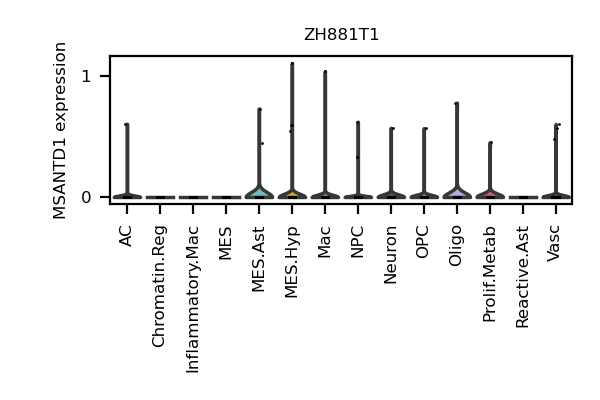 ZH881T1
MSANTD1 expression
1
0
AC
Chromatin.Reg
Inflammatory.Mac
MES
MES.Ast
MES.Hyp
Mac
NPC
Neuron
OPC
Oligo
Prolif.Metab
Reactive.Ast
Vasc